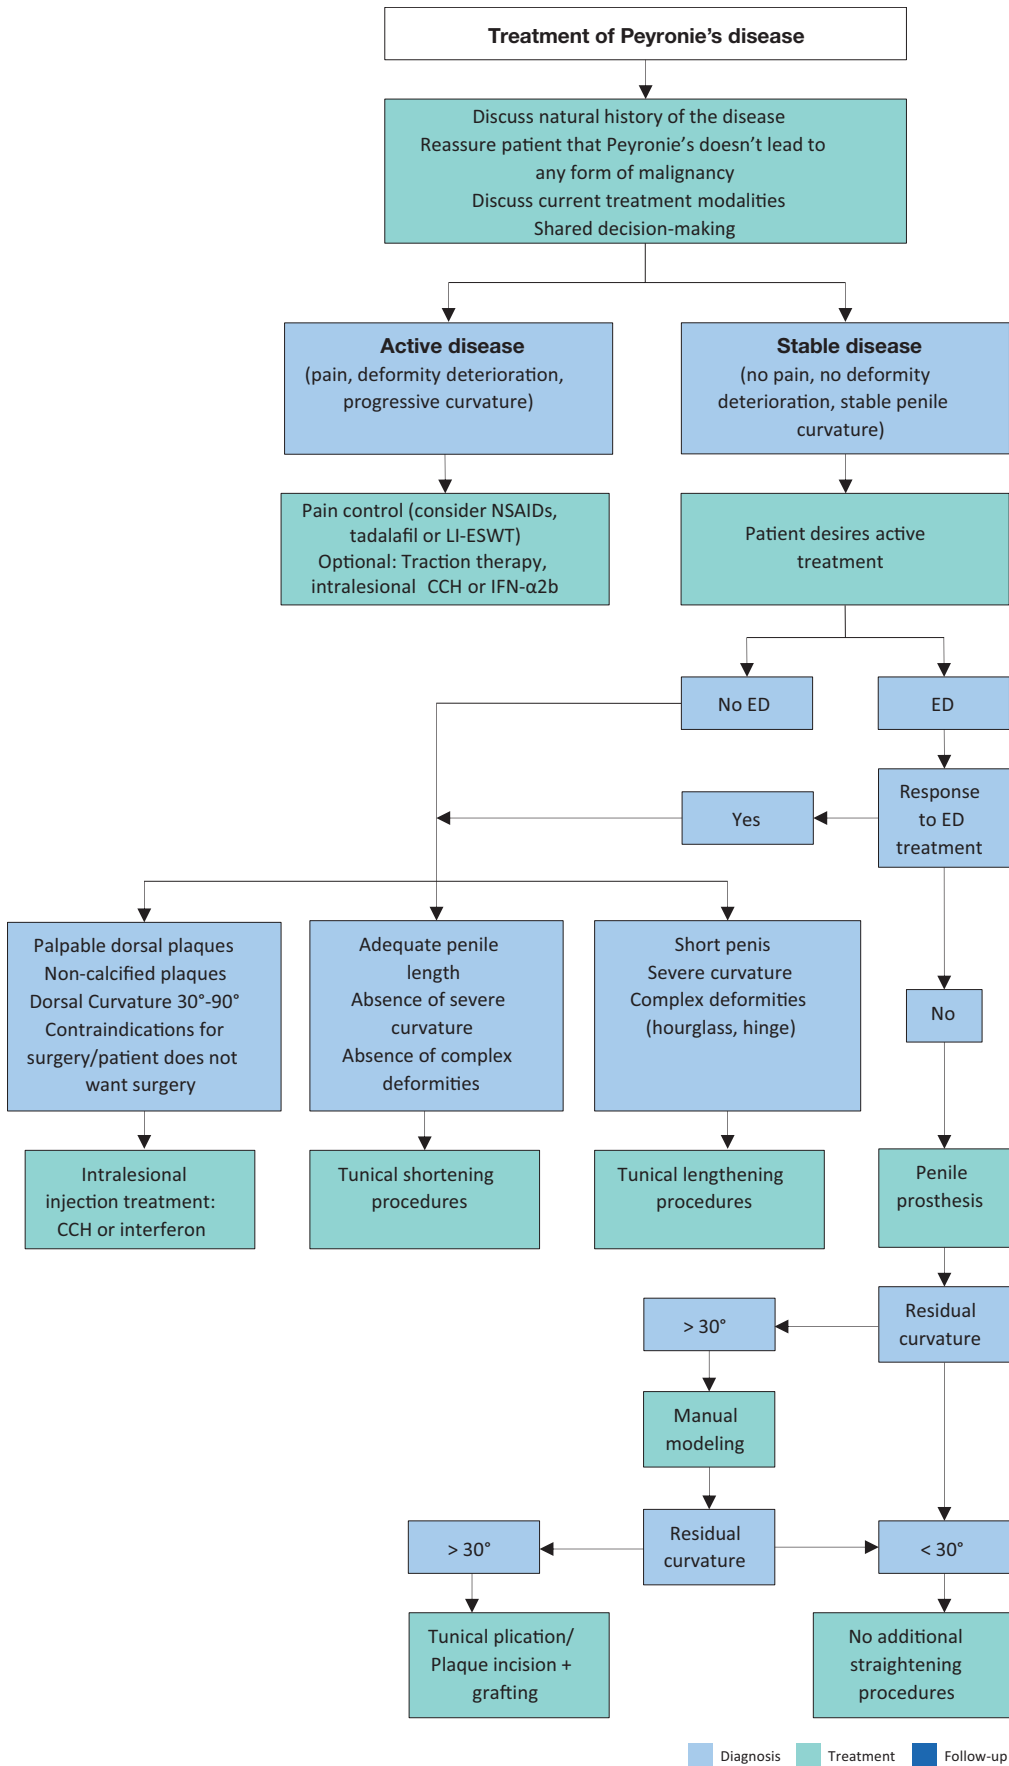 Treatment of Peyronie's disease
Discuss natural history of the disease
Reassure patient that Peyronie's doesn't lead to
any form of malignancy
Discuss current treatment modalities
Shared decision-making
Active disease
(pain, deformity deterioration,
progressive curvature)
Stable disease
(no pain, no deformity
deterioration, stable penile
curvature)
Pain control (consider NSAIDs,
tadalafil or LI-ESWT)
Optional: Traction therapy,
intralesional CCH or IFN-α2b
Patient desires active
treatment
No ED
ED
Yes
Response
to ED
treatment
Palpable dorsal plaques
Non-calcified plaques
Dorsal Curvature 30°-90°
Contraindications for
surgery/patient does not
want surgery
Adequate penile
length
Absence of severe
curvature
Absence of complex
deformities
Short penis
Severe curvature
Complex deformities
(hourglass, hinge)
No
Intralesional
injection treatment:
CCH or interferon
Tunical shortening
procedures
Tunical lengthening
procedures
Penile
prosthesis
> 30°
Residual
curvature
Manual
modeling
> 30°
Residual
curvature
< 30°
Tunical plication/
Plaque incision +
grafting
No additional
straightening
procedures
Diagnosis
Treatment
Follow-up